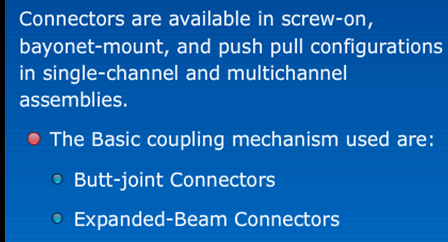 Connectors are available in screw-on,
bayonet-mount, and push pull configurations
in single-channel and multichannel
assemblies.
The Basic coupling mechanism used are:
Butt-joint Connectors
Expanded-Beam Connectors